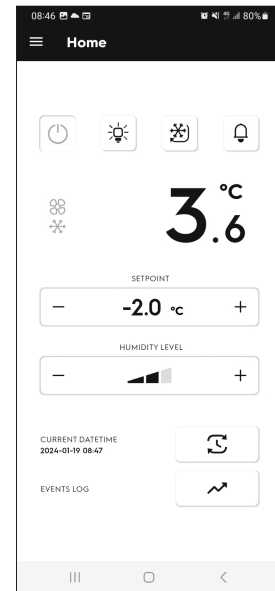 08:46 80%
Home
3.6 °C
SETPOINT
− -2.0 °C +
HUMIDITY LEVEL
− +
CURRENT DATETIME
2024-01-19 08:47
EVENTS LOG